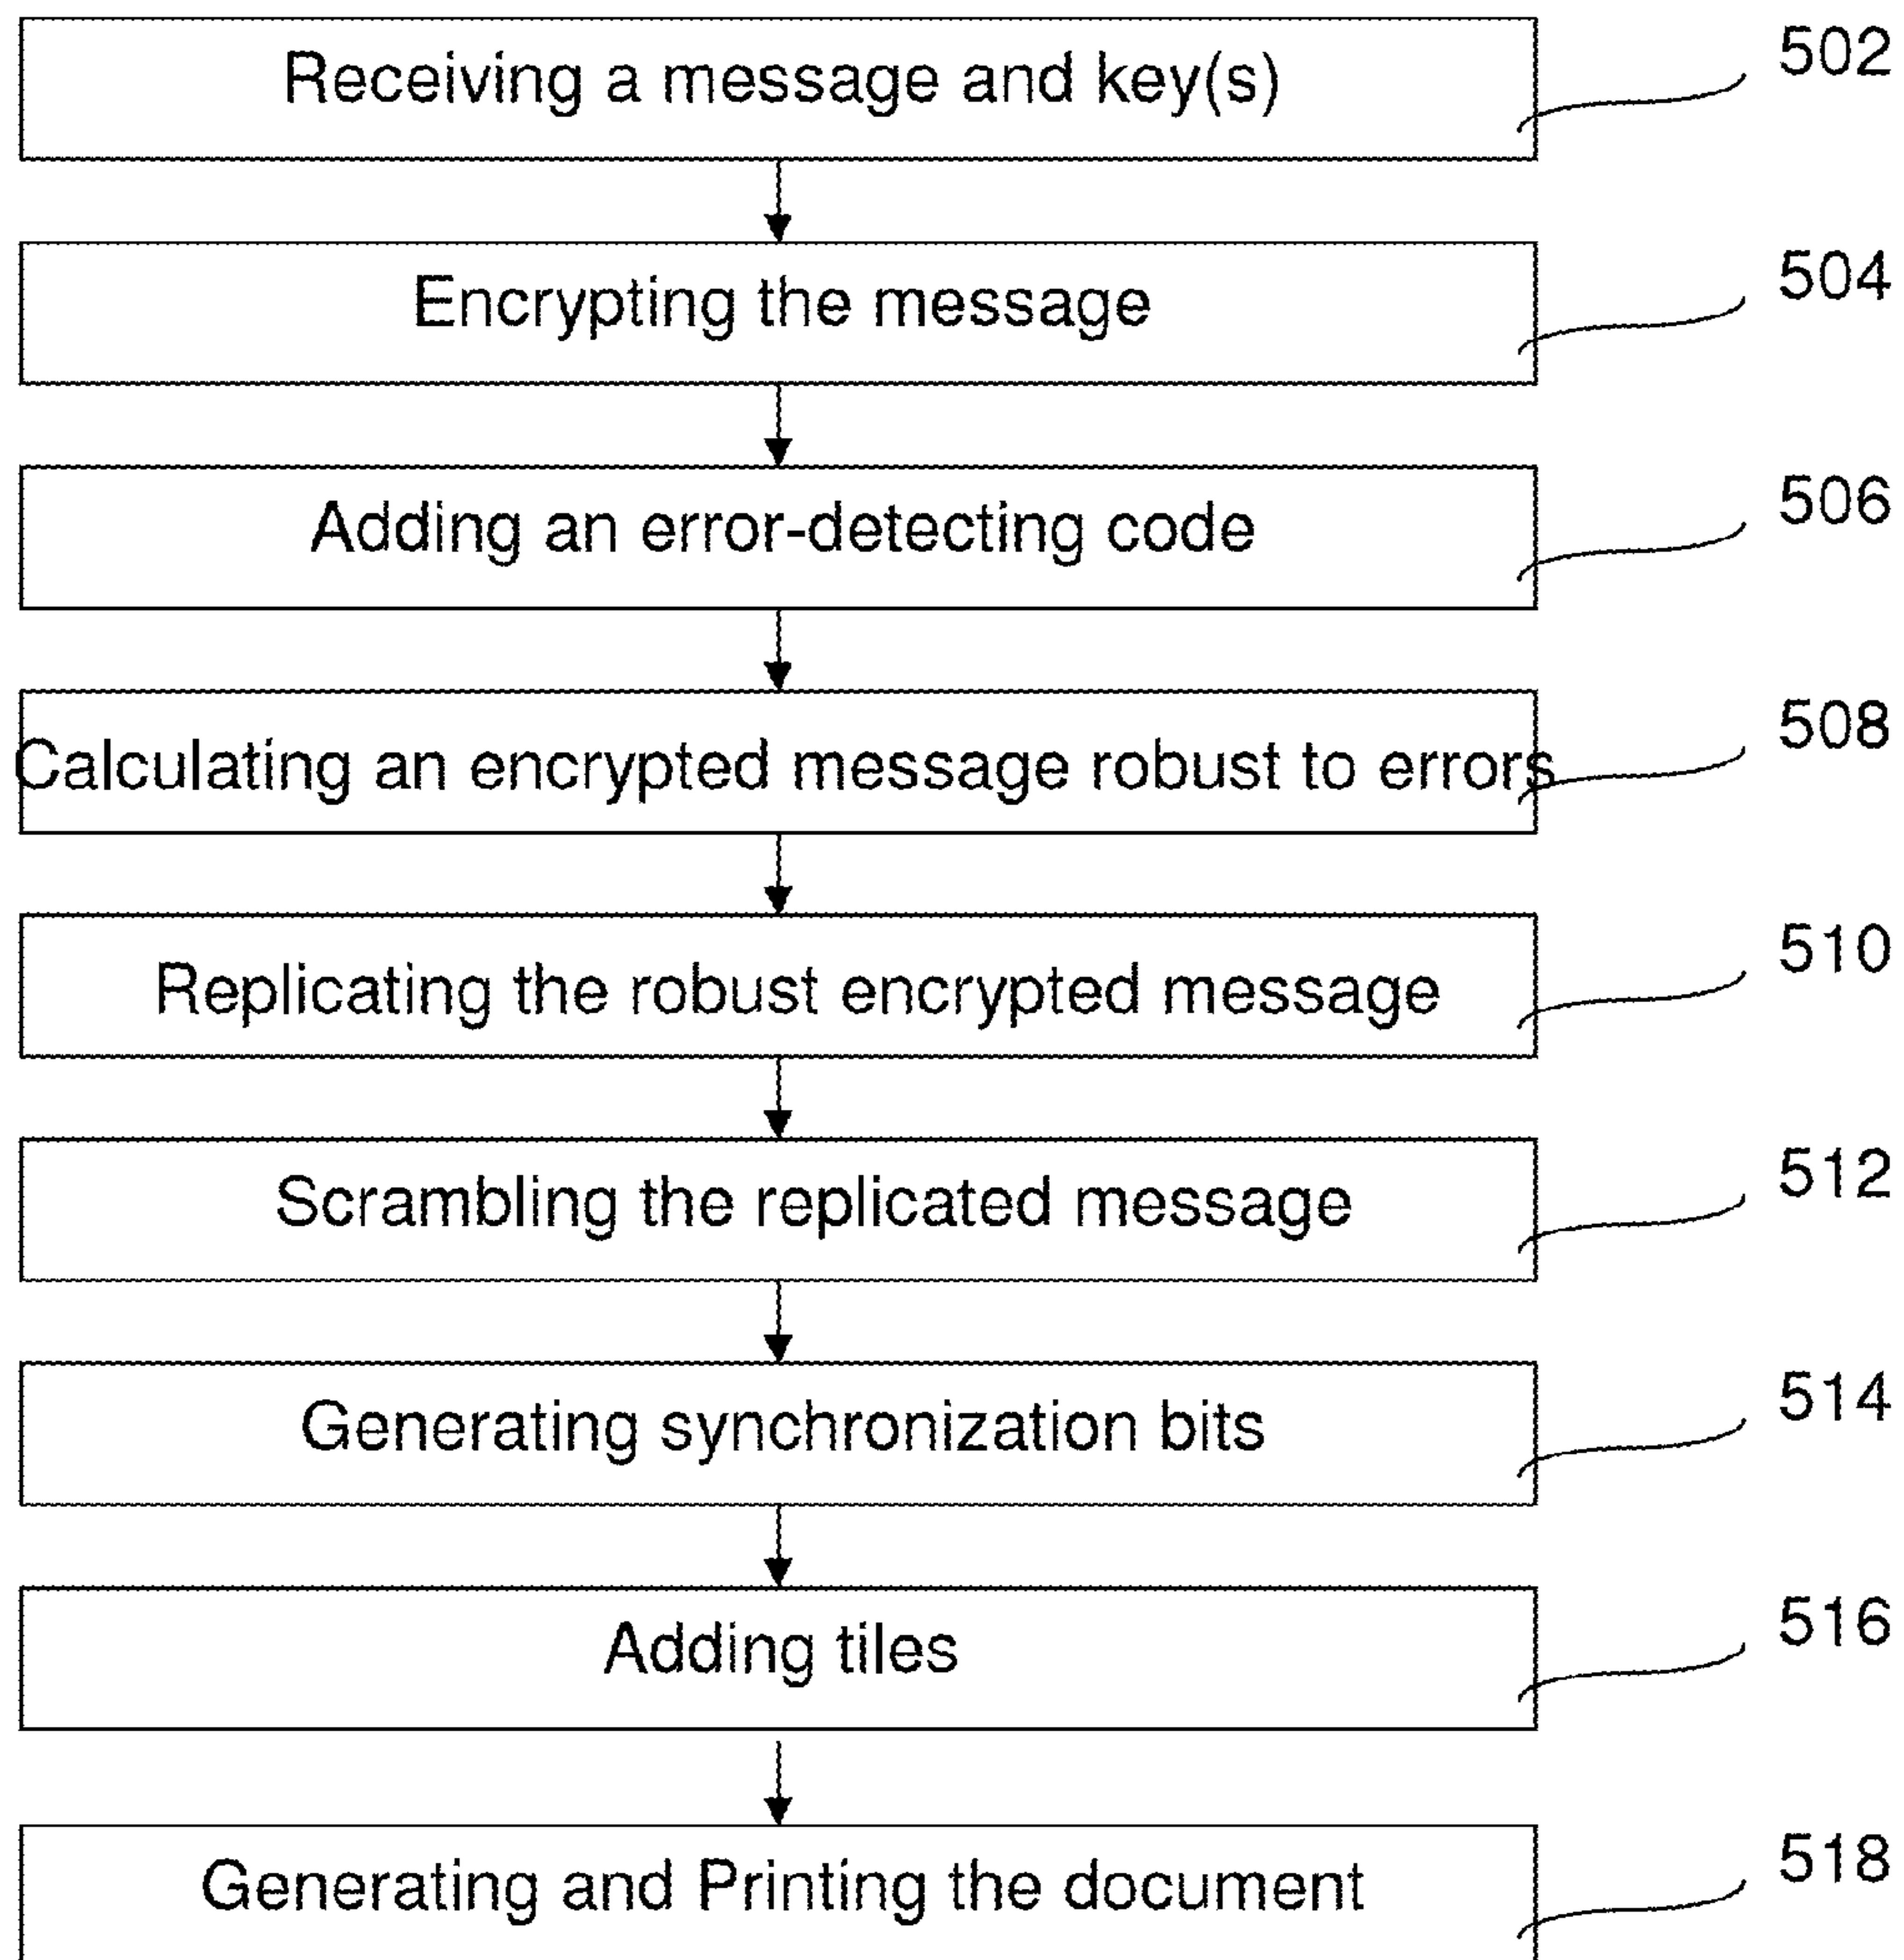 Receiving a message and key(s) 502
Encrypting the message 504
Adding an error-detecting code 506
Calculating an encrypted message robust to errors 508
Replicating the robust encrypted message 510
Scrambling the replicated message 512
Generating synchronization bits 514
Adding tiles 516
Generating and Printing the document 518